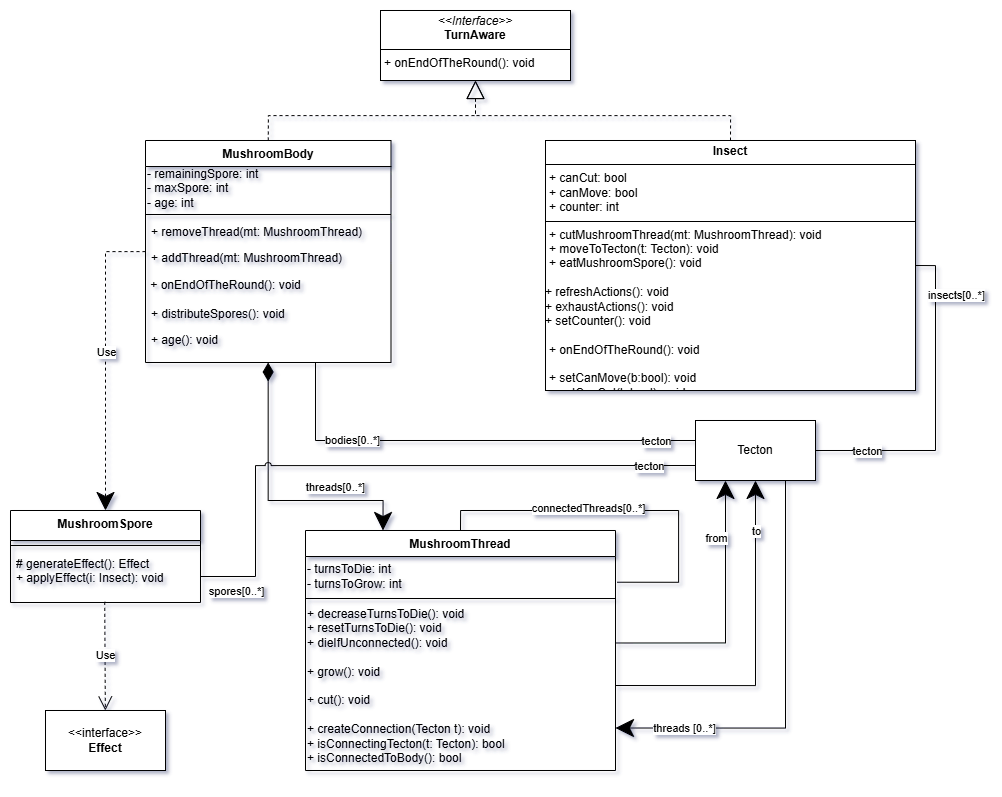 <<Interface>>
TurnAware
+ onEndOfTheRound(): void
MushroomBody
- remainingSpore: int
- maxSpore: int
- age: int
+ removeThread(mt: MushroomThread)
+ addThread(mt: MushroomThread)
+ onEndOfTheRound(): void
+ distributeSpores(): void
+ age(): void
Insect
+ canCut: bool
+ canMove: bool
+ counter: int
+ cutMushroomThread(mt: MushroomThread): void
+ moveToTecton(t: Tecton): void
+ eatMushroomSpore(): void
+ refreshActions(): void
+ exhaustActions(): void
+ setCounter(): void
+ onEndOfTheRound(): void
+ setCanMove(b:bool): void
insects[0..*]
Use
bodies[0..*]
tecton
tecton
tecton
Tecton
threads[0..*]
connectedThreads[0..*]
from
to
MushroomSpore
# generateEffect(): Effect
+ applyEffect(i: Insect): void
spores[0..*]
MushroomThread
- turnsToDie: int
- turnsToGrow: int
+ decreaseTurnsToDie(): void
+ resetTurnsToDie(): void
+ dieIfUnconnected(): void
+ grow(): void
+ cut(): void
+ createConnection(Tecton t): void
+ isConnectingTecton(t: Tecton): bool
+ isConnectedToBody(): bool
threads [0..*]
Use
<<interface>>
Effect